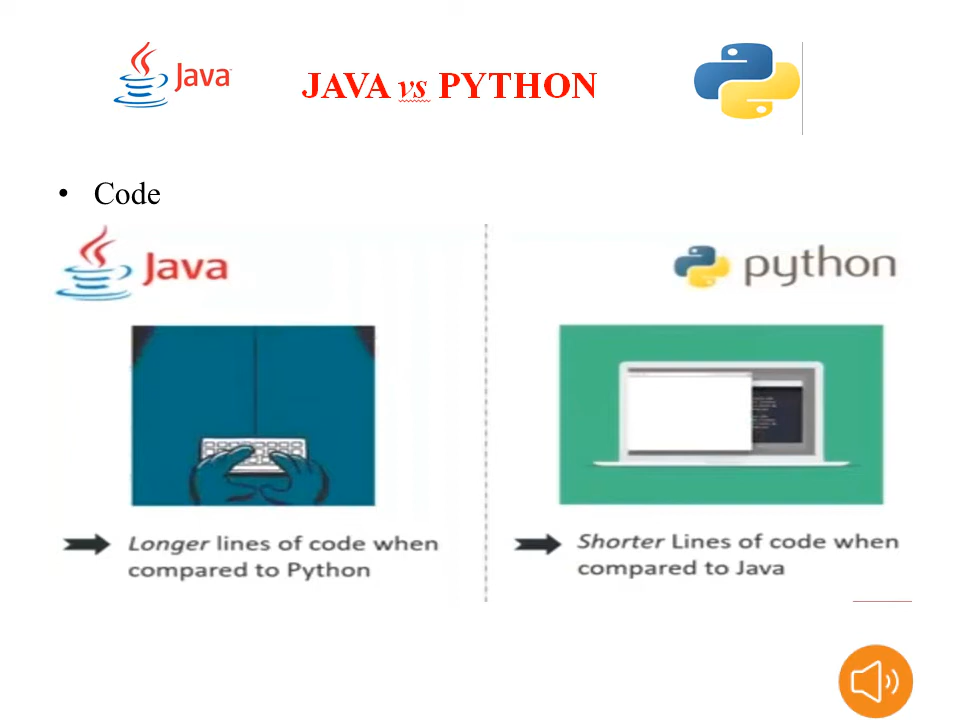 Java
JAVA vs PYTHON
• Code
Java
python
Longer lines of code when
compared to Python
Shorter Lines of code when
compared to Java